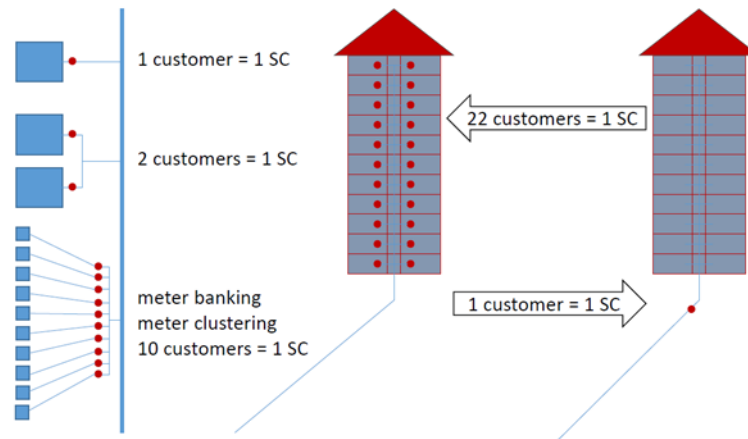 1 customer = 1 SC
2 customers = 1 SC
meter banking
meter clustering
10 customers = 1 SC
22 customers = 1 SC
1 customer = 1 SC